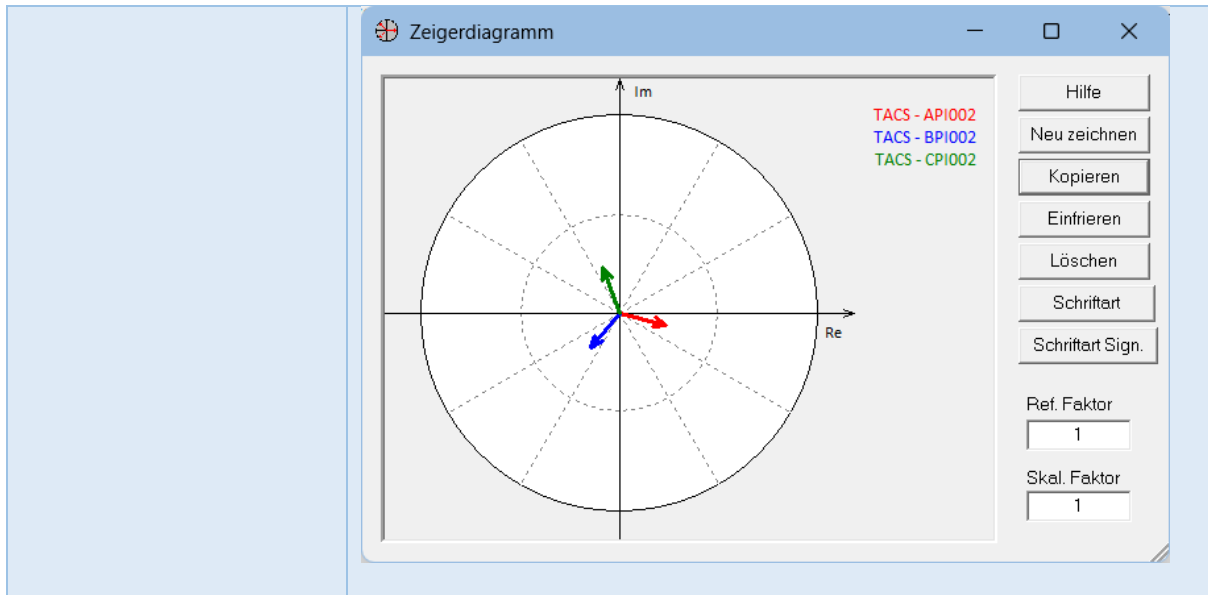 Zeigerdiagramm
Im
Re
TACS - API002
TACS - BPI002
TACS - CPI002
Hilfe
Neu zeichnen
Kopieren
Einfrieren
Löschen
Schriftart
Schriftart Sign.
Ref. Faktor
1
Skal. Faktor
1